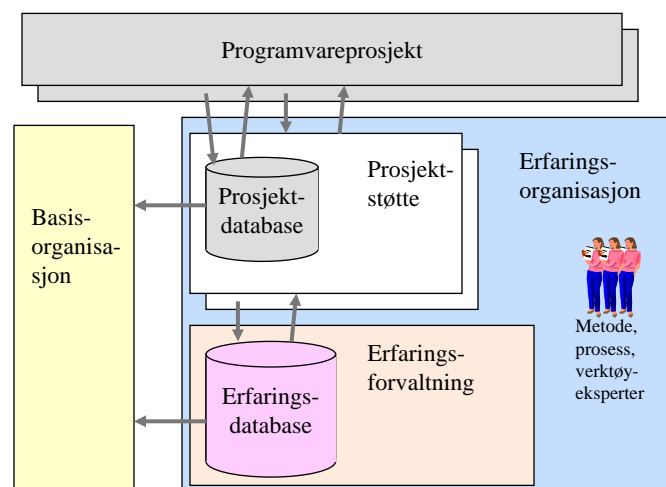 Programvareprosjekt
Basis-
organisa-
sjon
Prosjekt-
database
Prosjekt-
støtte
Erfarings-
organisasjon
Metode,
prosess,
verktøy-
eksperter
Erfarings-
database
Erfarings-
forvaltning